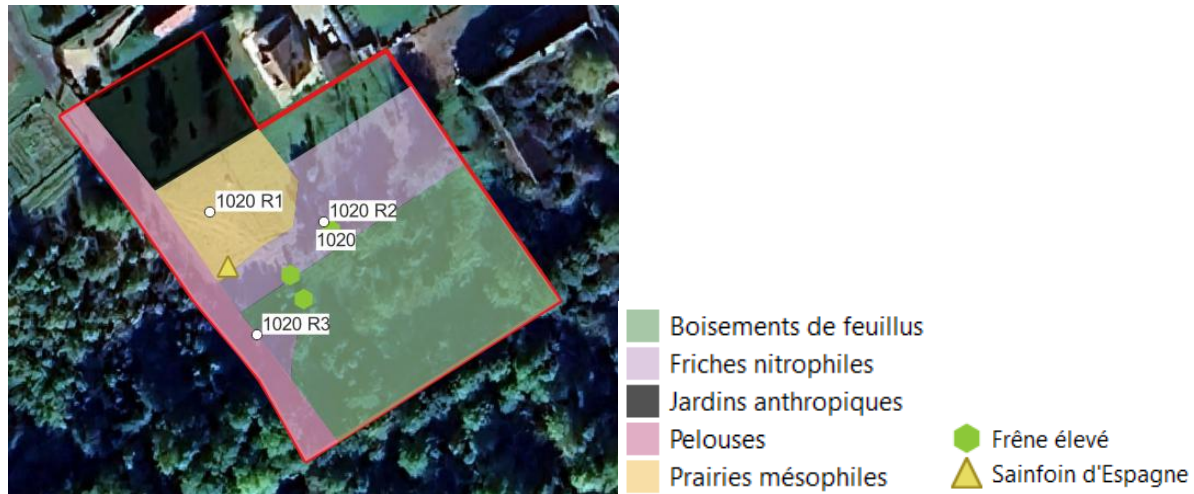 1020 R1
1020 R2
1020
1020 R3
Boisements de feuillus
Friches nitrophiles
Jardins anthropiques
Pelouses
Prairies mésophiles
Frêne élevé
Sainfoin d'Espagne